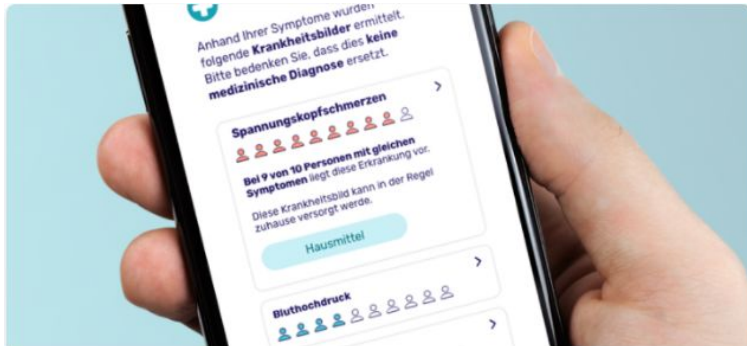 Anhand Ihrer Symptome wurden
folgende Krankheitsbilder ermittelt.
Bitte bedenken Sie, dass dies keine
medizinische Diagnose ersetzt.
Spannungskopfschmerzen
Bei 9 von 10 Personen mit gleichen
Symptomen liegt diese Erkrankung vor.
Diese Krankheitsbild kann in der Regel
zuhause versorgt werde.
Hausmittel
Bluthochdruck